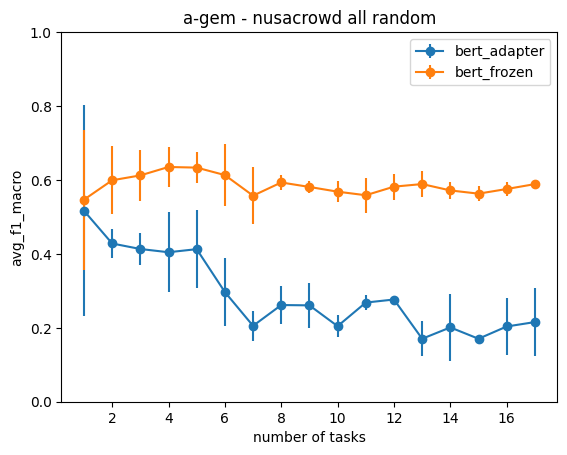 a-gem - nusacrowd all random
bert_adapter
bert_frozen
avg_f1_macro
1.0
0.8
0.6
0.4
0.2
0.0
2 4 6 8 10 12 14 16
number of tasks